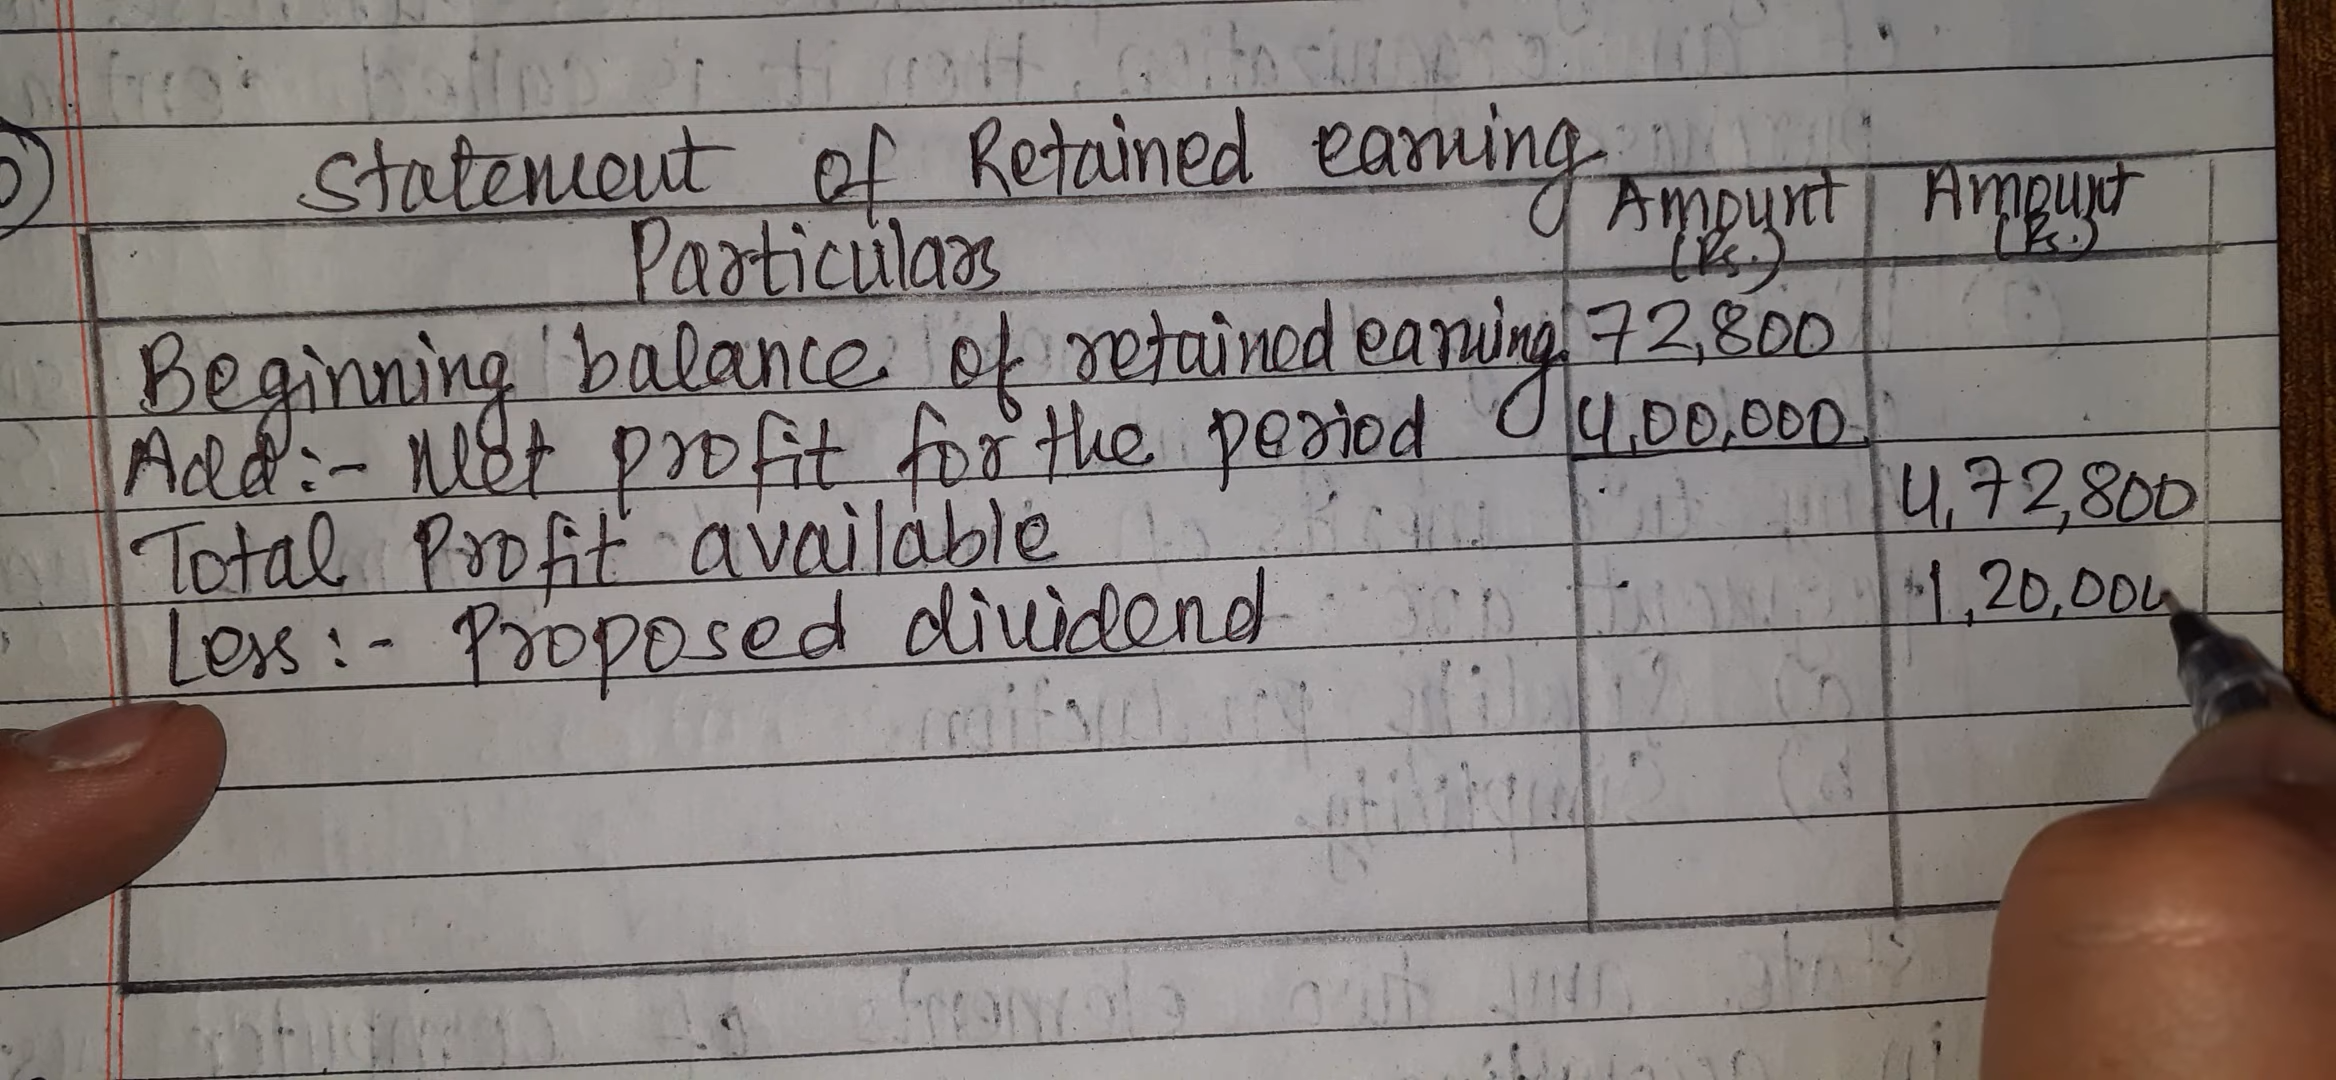 Statement of Retained earning
Particulars Amount (Rs.) Amount (Rs.)
Beginning balance of retained earning 72,800
Add:- Net profit for the period 4,00,000
Total Profit available 4,72,800
Less:- Proposed dividend 1,20,000